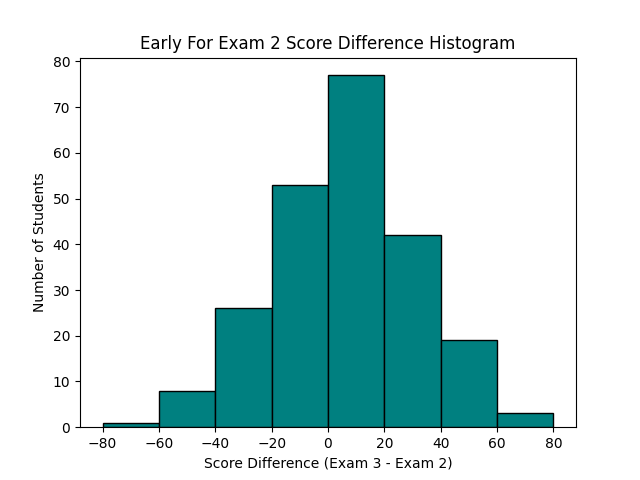 Early For Exam 2 Score Difference Histogram
80
70
60
50
40
30
20
10
0
Number of Students
−80 −60 −40 −20 0 20 40 60 80
Score Difference (Exam 3 - Exam 2)